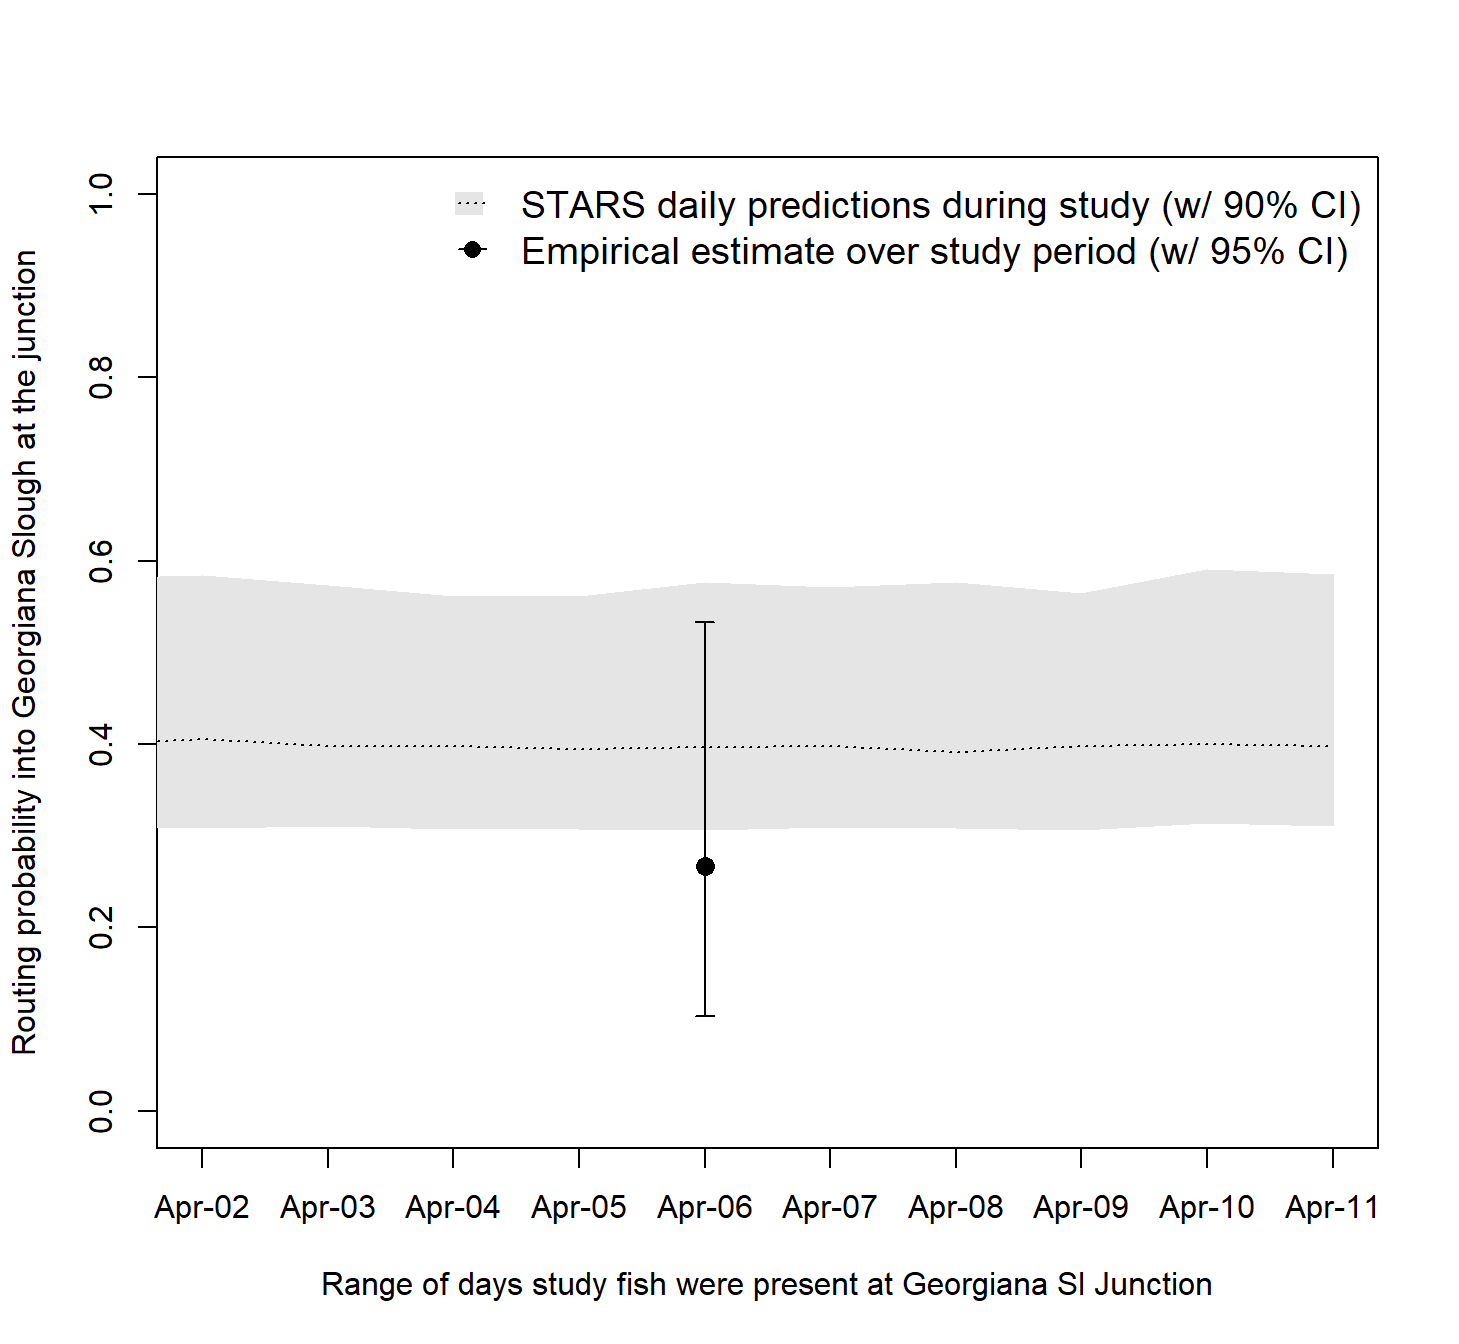 STARS daily predictions during study (w/ 90% CI)
Empirical estimate over study period (w/ 95% CI)
Routing probability into Georgiana Slough at the junction
1.0
0.8
0.6
0.4
0.2
0.0
Apr-02 Apr-03 Apr-04 Apr-05 Apr-06 Apr-07 Apr-08 Apr-09 Apr-10 Apr-11
Range of days study fish were present at Georgiana Sl Junction